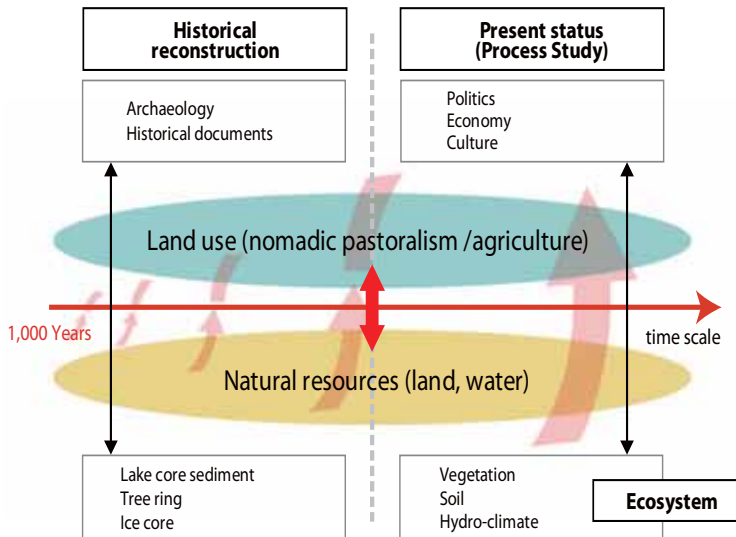 Historical
reconstruction
Present status
(Process Study)
Archaeology
Historical documents
Politics
Economy
Culture
Land use (nomadic pastoralism /agriculture)
1,000 Years
time scale
Natural resources (land, water)
Lake core sediment
Tree ring
Ice core
Vegetation
Soil
Hydro-climate
Ecosystem